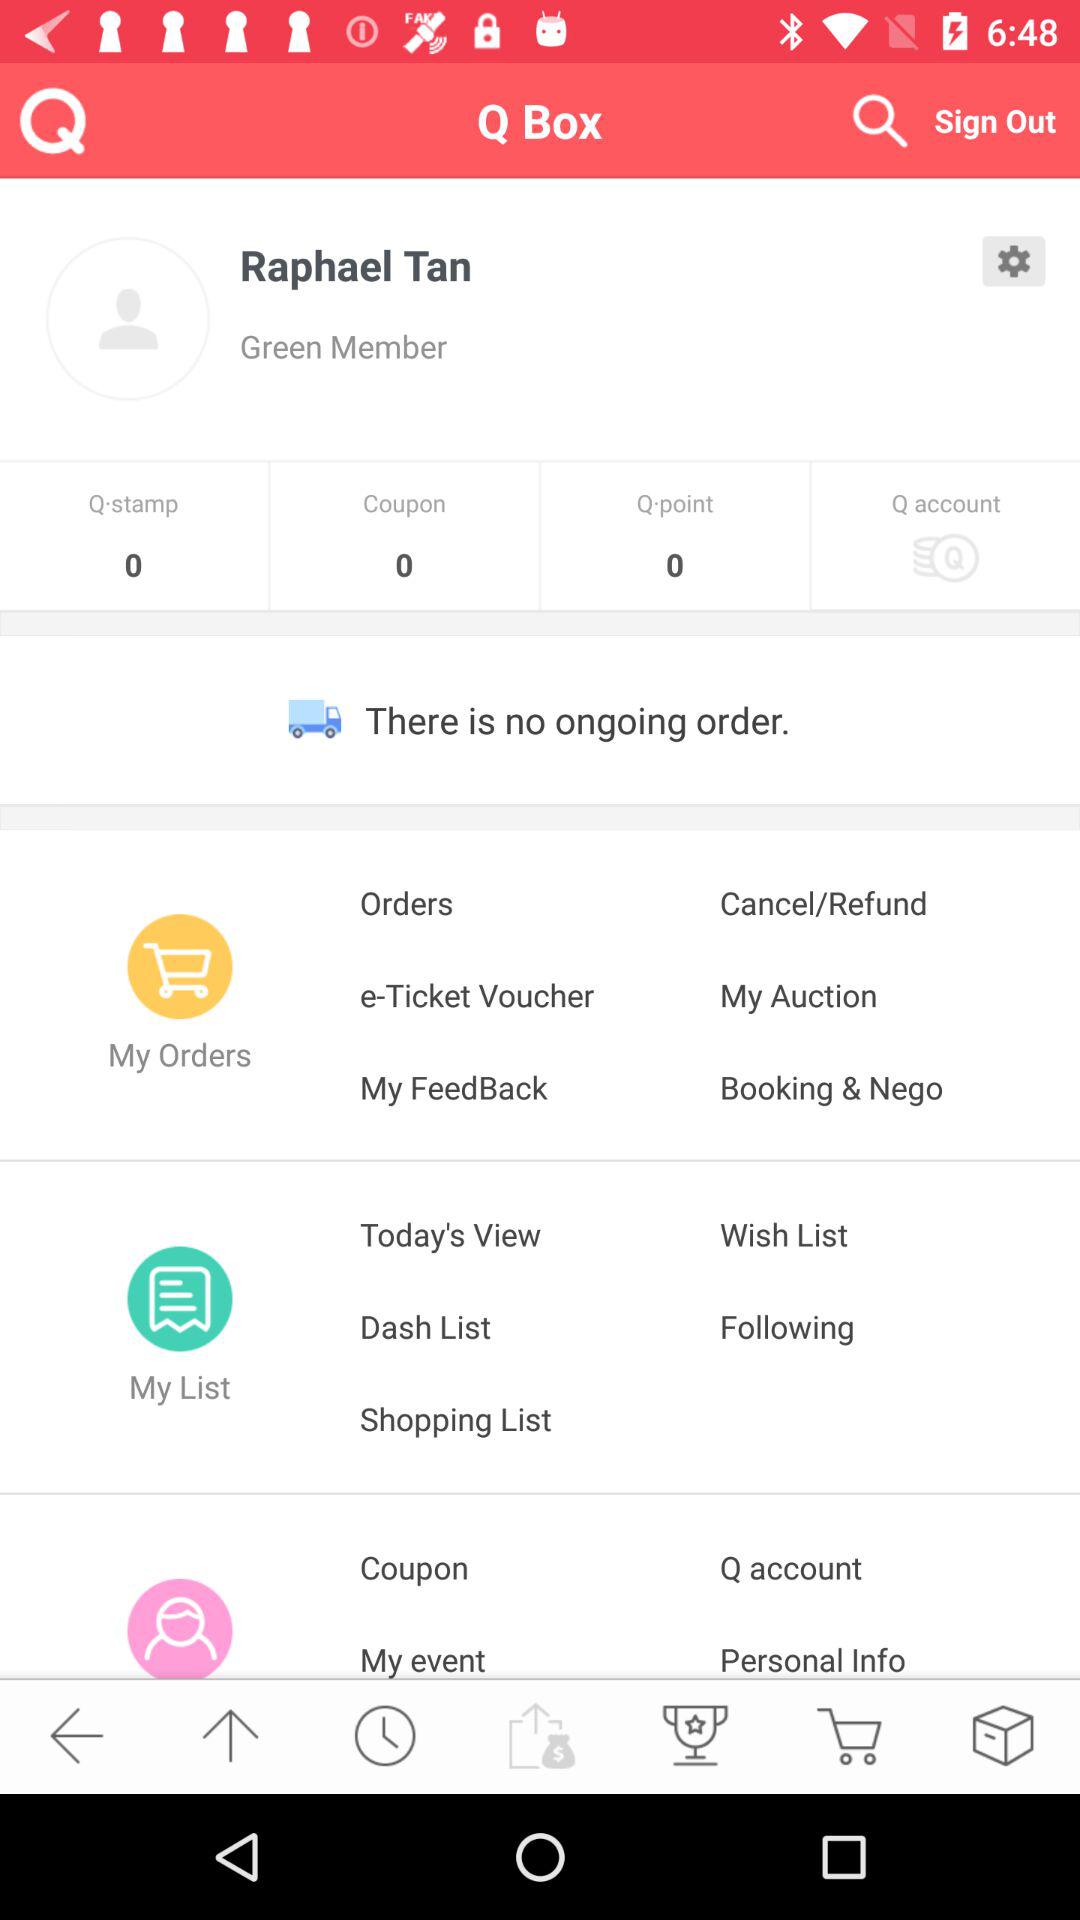 FAKE
6:48
Q Box
Sign Out
Raphael Tan
Green Member
Q·stamp
Coupon
Q·point
Q account
0
0
0
There is no ongoing order.
Orders
Cancel/Refund
e-Ticket Voucher
My Auction
My Orders
My FeedBack
Booking & Nego
Today's View
Wish List
Dash List
Following
My List
Shopping List
Coupon
Q account
My event
Personal Info